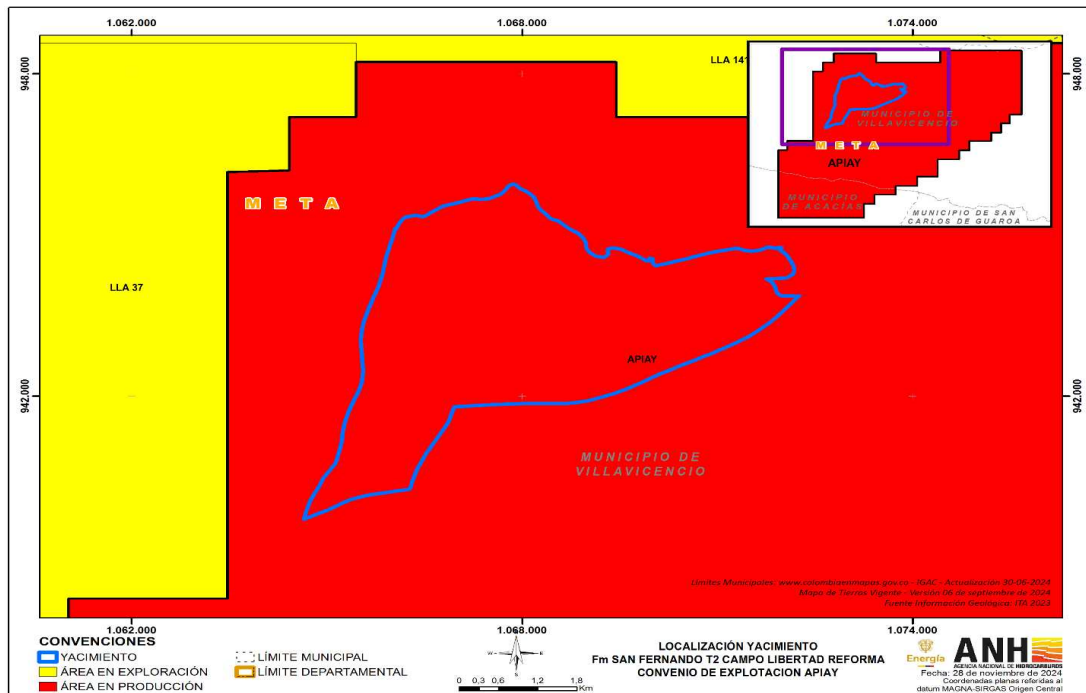 1.062.000
1.068.000
1.074.000
948.000
948.000
LLA 141
MUNICIPIO DE
VILLAVICENCIO
META
APIAY
MUNICIPIO
DE ACACÍAS
MUNICIPIO DE SAN
CARLOS DE GUAROA
META
LLA 37
APIAY
942.000
942.000
MUNICIPIO DE
VILLAVICENCIO
Límites Municipales: www.colombiaenmapas.gov.co - IGAC - Actualización 30-06-2024
Mapa de Tierras Vigente - Versión 06 de septiembre de 2024
Fuente Información Geológica: ITA 2023
1.062.000
1.068.000
1.074.000
CONVENCIONES
YACIMIENTO
ÁREA EN EXPLORACIÓN
ÁREA EN PRODUCCIÓN
LÍMITE MUNICIPAL
LÍMITE DEPARTAMENTAL
N
W
E
S
0 0,3 0,6 1,2 1,8
Km
LOCALIZACIÓN YACIMIENTO
Fm SAN FERNANDO T2 CAMPO LIBERTAD REFORMA
CONVENIO DE EXPLOTACION APIAY
Energía
ANH
AGENCIA NACIONAL DE HIDROCARBUROS
Fecha: 28 de noviembre de 2024
Coordenadas planas referidas al
datum MAGNA-SIRGAS Origen Central